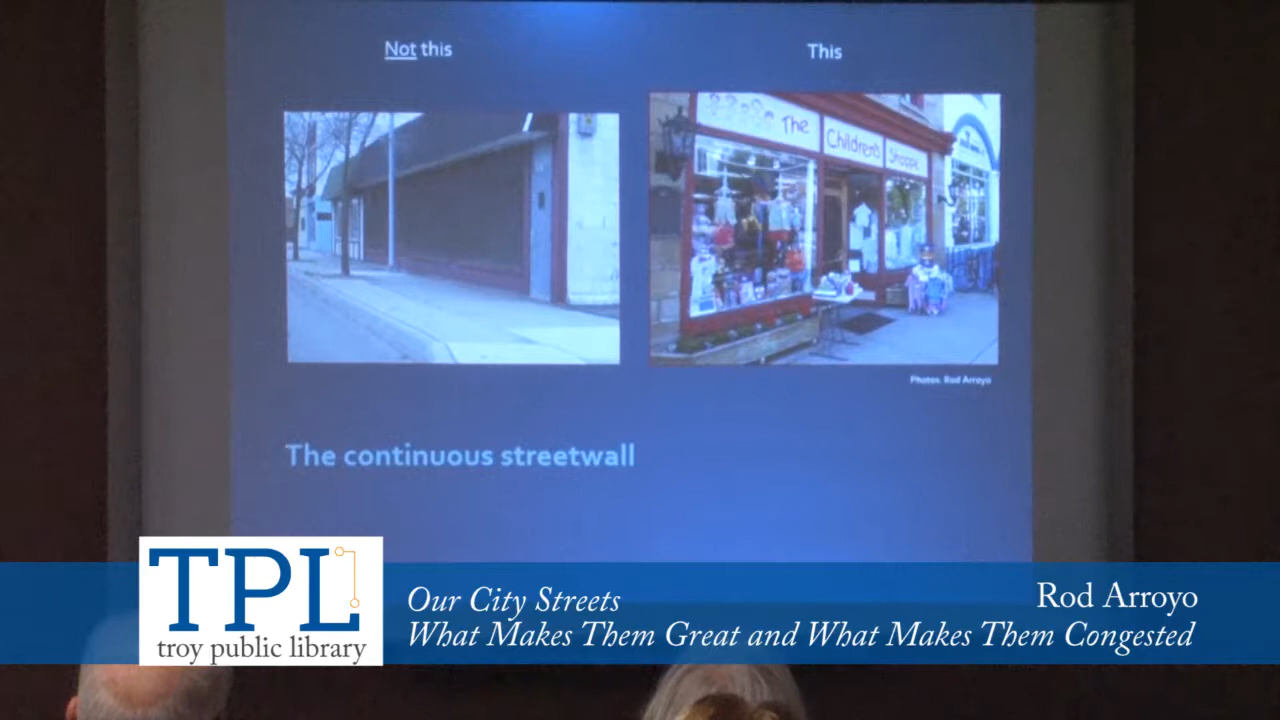 Not this
This
The
Children's
Shoppe
Photos: Rod Arroyo
The continuous streetwall
TPL
troy public library
Our City Streets
Rod Arroyo
What Makes Them Great and What Makes Them Congested